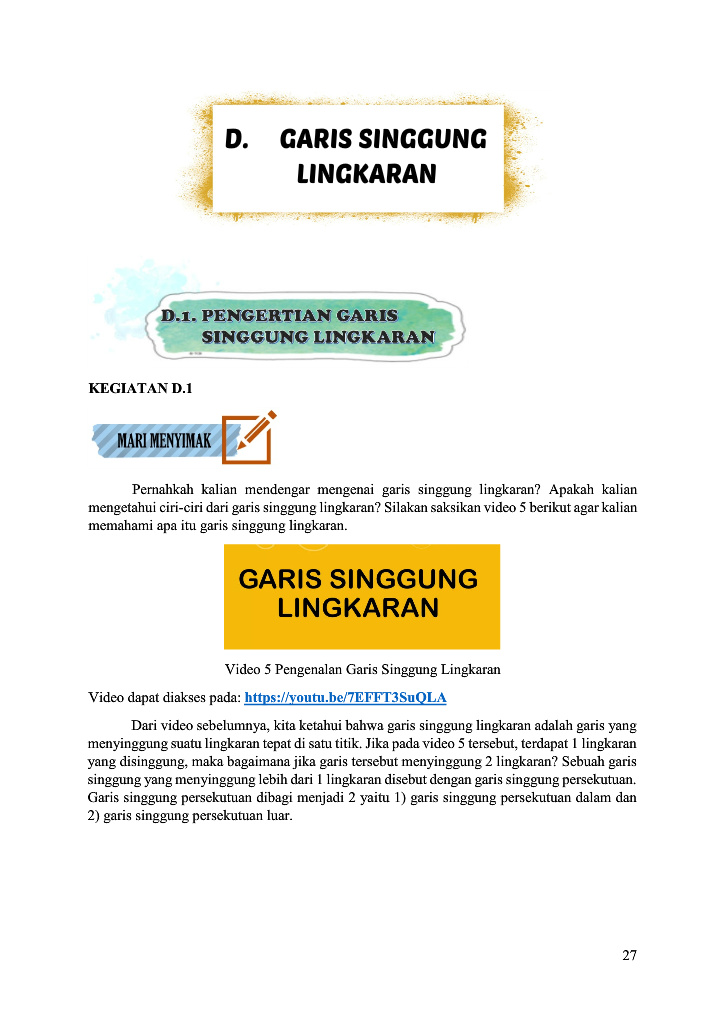 D. GARIS SINGGUNG
LINGKARAN
D.1. PENGERTIAN GARIS
SINGGUNG LINGKARAN
KEGIATAN D.1
MARI MENYIMAK
Pernahkah kalian mendengar mengenai garis singgung lingkaran? Apakah kalian
mengetahui ciri-ciri dari garis singgung lingkaran? Silakan saksikan video 5 berikut agar kalian
memahami apa itu garis singgung lingkaran.
GARIS SINGGUNG
LINGKARAN
Video 5 Pengenalan Garis Singgung Lingkaran
Video dapat diakses pada: https://youtu.be/7EFFT3SuQLA
Dari video sebelumnya, kita ketahui bahwa garis singgung lingkaran adalah garis yang
menyinggung suatu lingkaran tepat di satu titik. Jika pada video 5 tersebut, terdapat 1 lingkaran
yang disinggung, maka bagaimana jika garis tersebut menyinggung 2 lingkaran? Sebuah garis
singgung yang menyinggung lebih dari 1 lingkaran disebut dengan garis singgung persekutuan.
Garis singgung persekutuan dibagi menjadi 2 yaitu 1) garis singgung persekutuan dalam dan
2) garis singgung persekutuan luar.
27